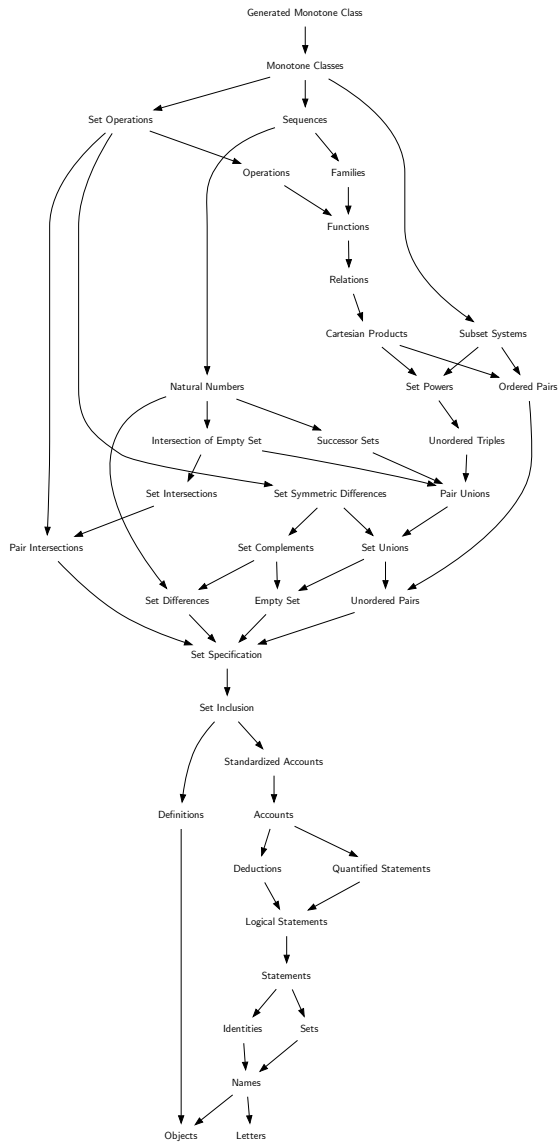 Generated Monotone Class
Monotone Classes
Set Operations
Sequences
Operations
Families
Functions
Relations
Cartesian Products
Subset Systems
Natural Numbers
Set Powers
Ordered Pairs
Intersection of Empty Set
Successor Sets
Unordered Triples
Set Intersections
Set Symmetric Differences
Pair Unions
Pair Intersections
Set Complements
Set Unions
Set Differences
Empty Set
Unordered Pairs
Set Specification
Set Inclusion
Standardized Accounts
Definitions
Accounts
Deductions
Quantified Statements
Logical Statements
Statements
Identities
Sets
Names
Objects
Letters